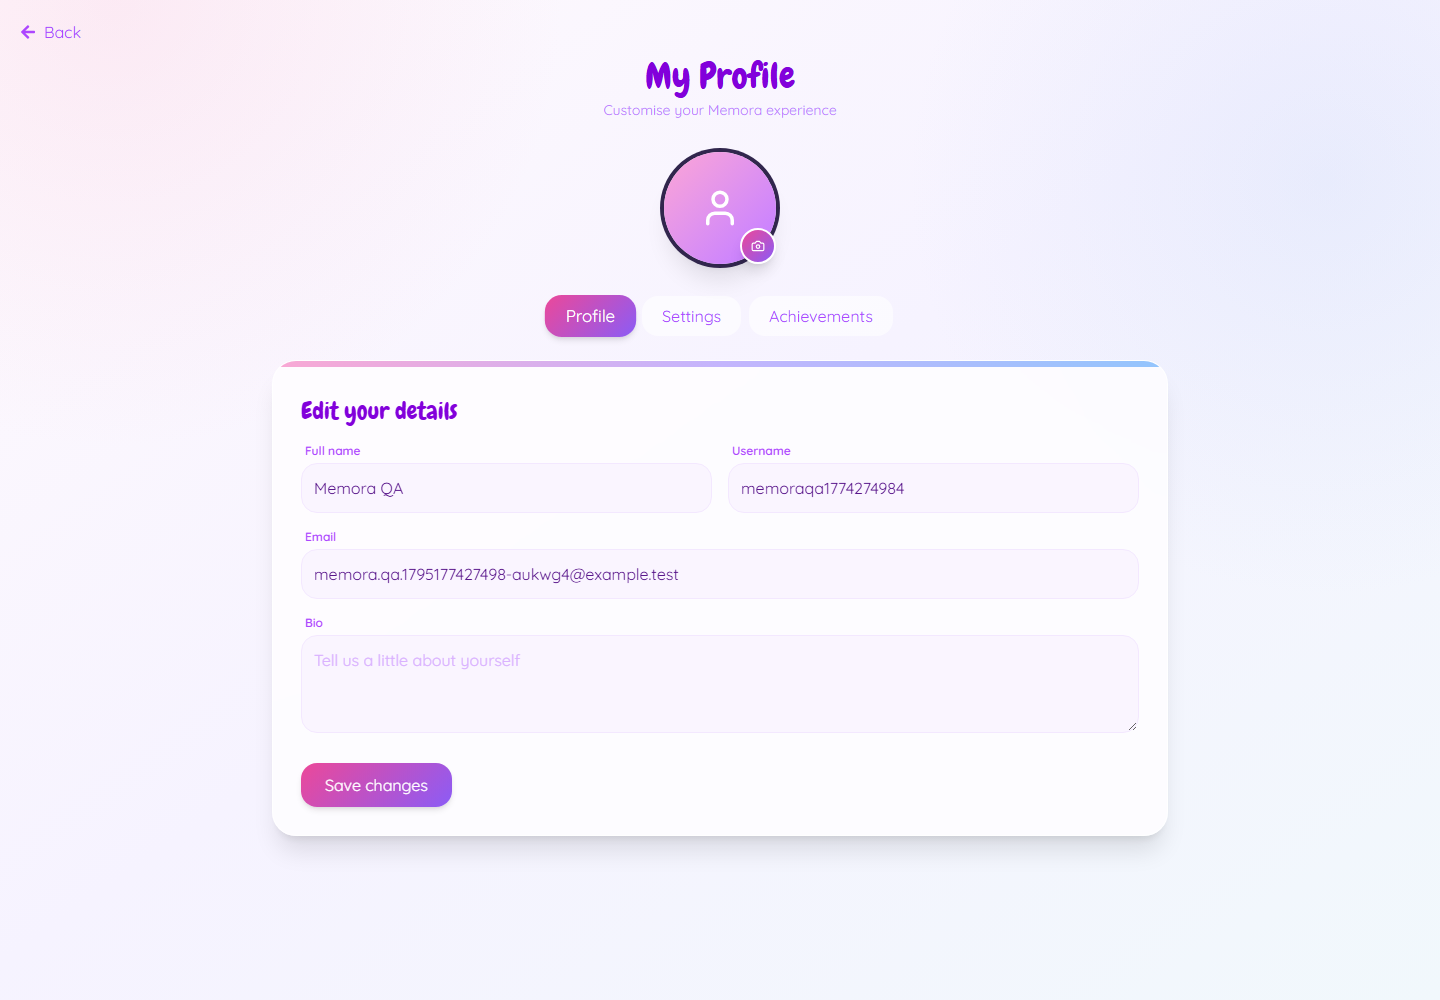 Back
My Profile
Customise your Memora experience
Profile
Settings
Achievements
Edit your details
Full name
Username
Memora QA
memoraqa1774274984
Email
memora.qa.1795177427498-aukwg4@example.test
Bio
Tell us a little about yourself
Save changes